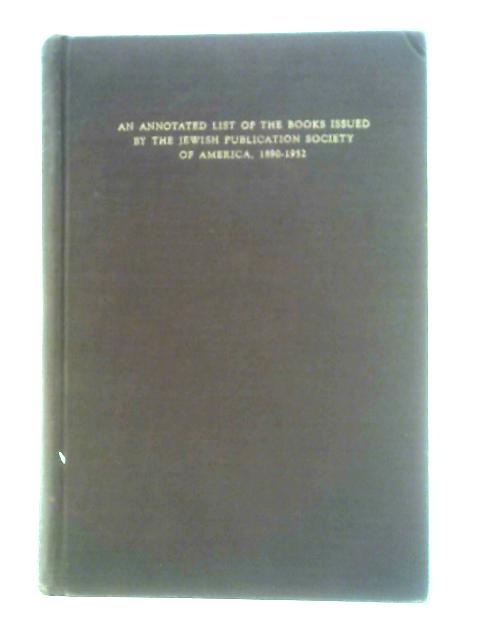 AN ANNOTATED LIST OF THE BOOKS ISSUED
BY THE JEWISH PUBLICATION SOCIETY
OF AMERICA, 1890-1952